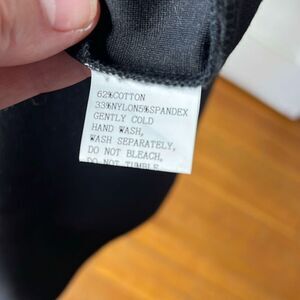 62%COTTON
33%NYLON5%SPANDEX
GENTLY COLD
HAND WASH,
WASH SEPARATELY,
DO NOT BLEACH,
DO NOT TUMBLE